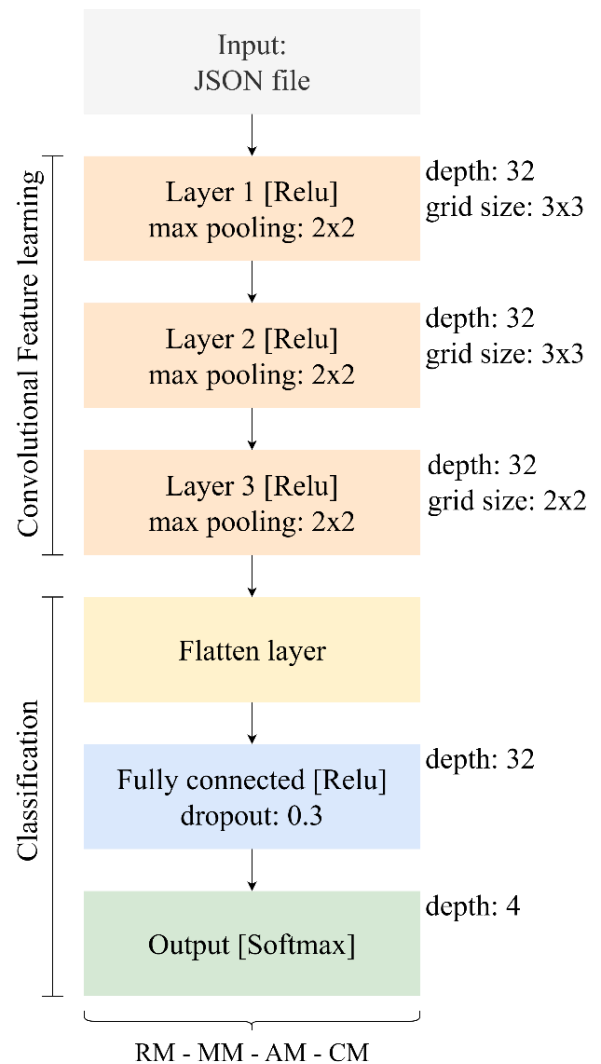 Input:
JSON file
Convolutional Feature learning
Layer 1 [Relu]
max pooling: 2x2
depth: 32
grid size: 3x3
Layer 2 [Relu]
max pooling: 2x2
depth: 32
grid size: 3x3
Layer 3 [Relu]
max pooling: 2x2
depth: 32
grid size: 2x2
Classification
Flatten layer
Fully connected [Relu]
dropout: 0.3
depth: 32
Output [Softmax]
depth: 4
RM - MM - AM - CM